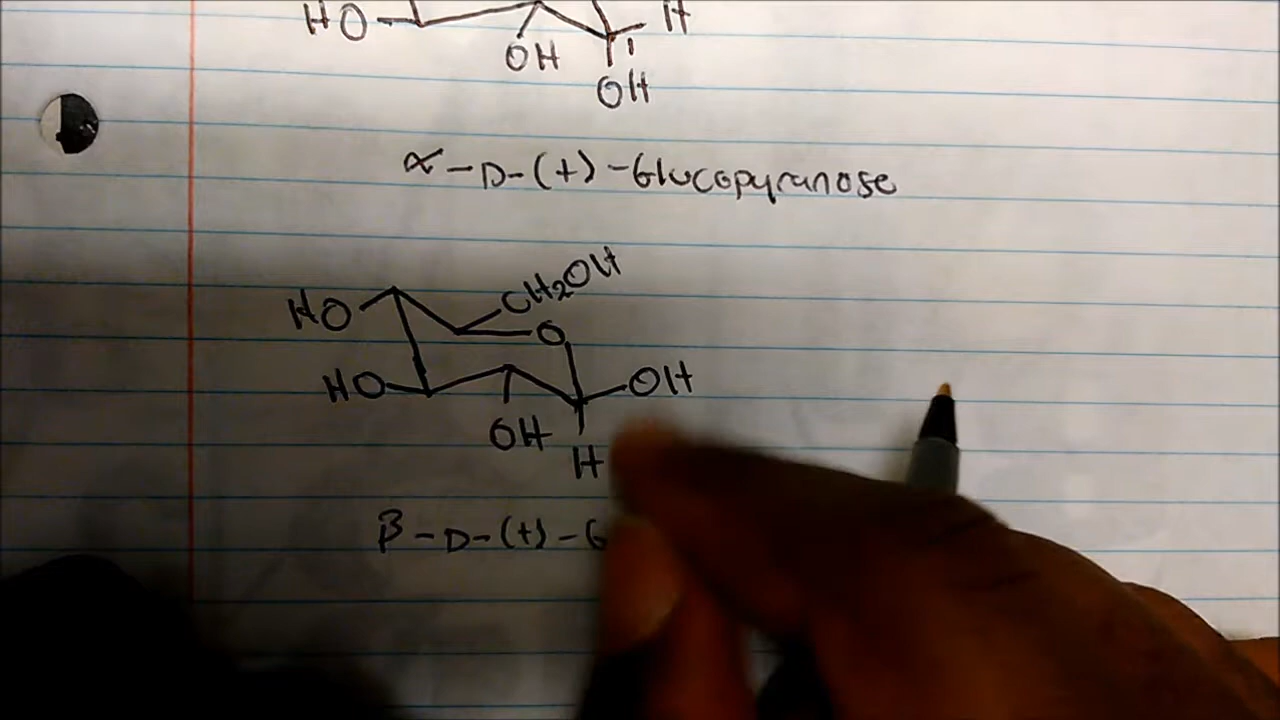 HO H
OH
OH
α-D-(+)-Glucopyranose
CH₂OH
HO
O
HO OH
OH
H
β-D-(+)-G